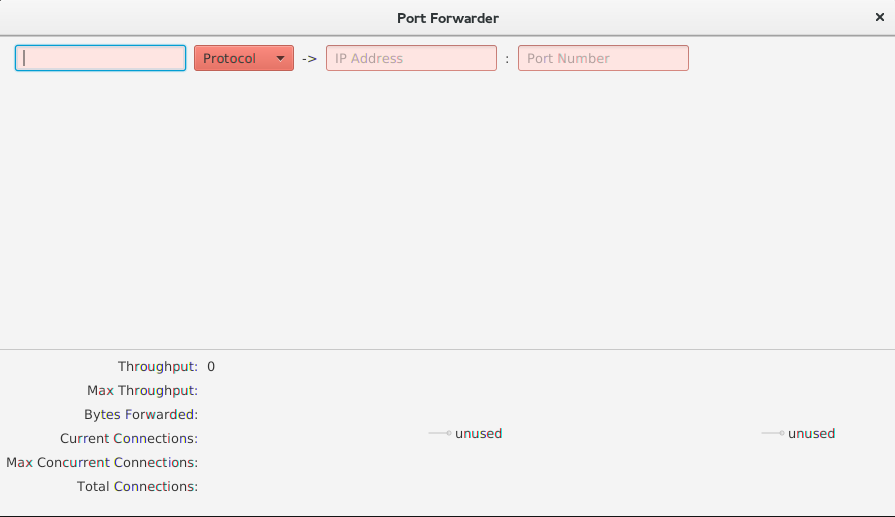 Port Forwarder ×
Protocol -> IP Address : Port Number
Throughput: 0
Max Throughput:
Bytes Forwarded:
unused unused
Current Connections:
Max Concurrent Connections:
Total Connections: